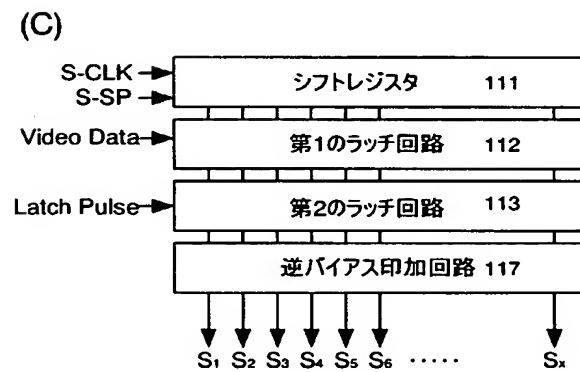 (C)
S-CLK
S-SP
シフトレジスタ 111
Video Data
第1のラッチ回路 112
Latch Pulse
第2のラッチ回路 113
逆バイアス印加回路 117
S1 S2 S3 S4 S5 S6 ····· Sx